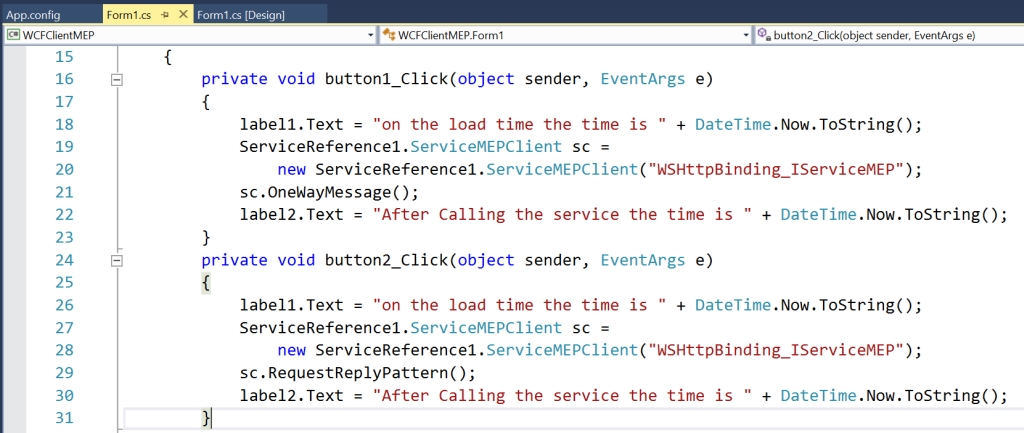 App.config Form1.cs Form1.cs [Design]
WCFClientMEP WCFClientMEP.Form1 button2_Click(object sender, EventArgs e)
15 {
16 private void button1_Click(object sender, EventArgs e)
17 {
18 label1.Text = "on the load time the time is " + DateTime.Now.ToString();
19 ServiceReference1.ServiceMEPClient sc =
20 new ServiceReference1.ServiceMEPClient("WSHttpBinding_IServiceMEP");
21 sc.OneWayMessage();
22 label2.Text = "After Calling the service the time is " + DateTime.Now.ToString();
23 }
24 private void button2_Click(object sender, EventArgs e)
25 {
26 label1.Text = "on the load time the time is " + DateTime.Now.ToString();
27 ServiceReference1.ServiceMEPClient sc =
28 new ServiceReference1.ServiceMEPClient("WSHttpBinding_IServiceMEP");
29 sc.RequestReplyPattern();
30 label2.Text = "After Calling the service the time is " + DateTime.Now.ToString();
31 }